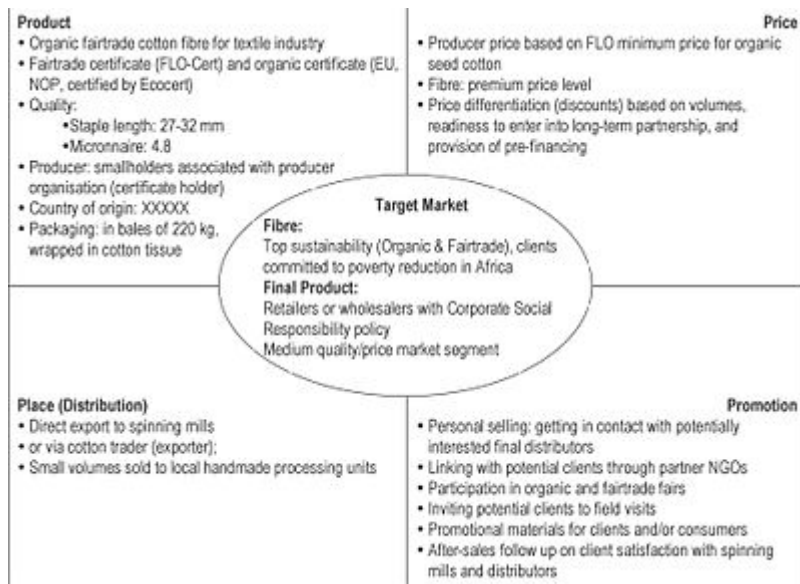 Product
• Organic fairtrade cotton fibre for textile industry
• Fairtrade certificate (FLO-Cert) and organic certificate (EU,
NOP, certified by Ecocert)
• Quality:
•Staple length: 27-32 mm
•Micronnaire: 4.8
• Producer: smallholders associated with producer
organisation (certificate holder)
• Country of origin: XXXXX
• Packaging: in bales of 220 kg,
wrapped in cotton tissue
Price
• Producer price based on FLO minimum price for organic
seed cotton
• Fibre: premium price level
• Price differentiation (discounts) based on volumes,
readiness to enter into long-term partnership, and
provision of pre-financing
Target Market
Fibre:
Top sustainability (Organic & Fairtrade), clients
committed to poverty reduction in Africa
Final Product:
Retailers or wholesalers with Corporate Social
Responsibility policy
Medium quality/price market segment
Place (Distribution)
• Direct export to spinning mills
• or via cotton trader (exporter);
• Small volumes sold to local handmade processing units
Promotion
• Personal selling: getting in contact with potentially
interested final distributors
• Linking with potential clients through partner NGOs
• Participation in organic and fairtrade fairs
• Inviting potential clients to field visits
• Promotional materials for clients and/or consumers
• After-sales follow up on client satisfaction with spinning
mills and distributors